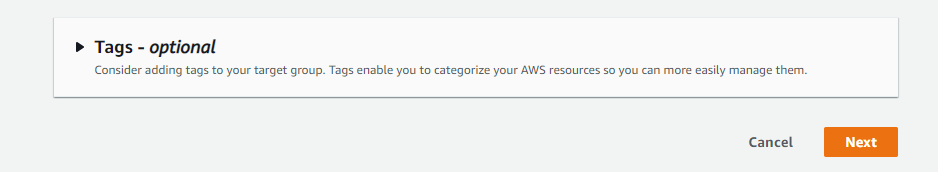 Tags - optional
Consider adding tags to your target group. Tags enable you to categorize your AWS resources so you can more easily manage them.
Cancel Next